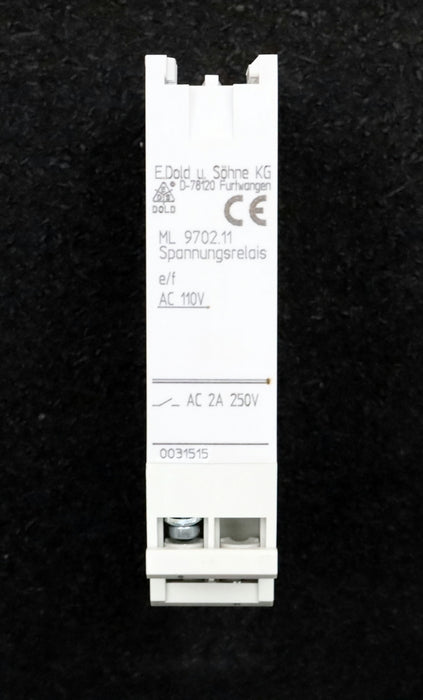 E.Dold u. Söhne KG
D-78120 Furtwangen
DOLD
CE
ML 9702.11
Spannungsrelais
e/f
AC 110V
AC 2A 250V
0031515